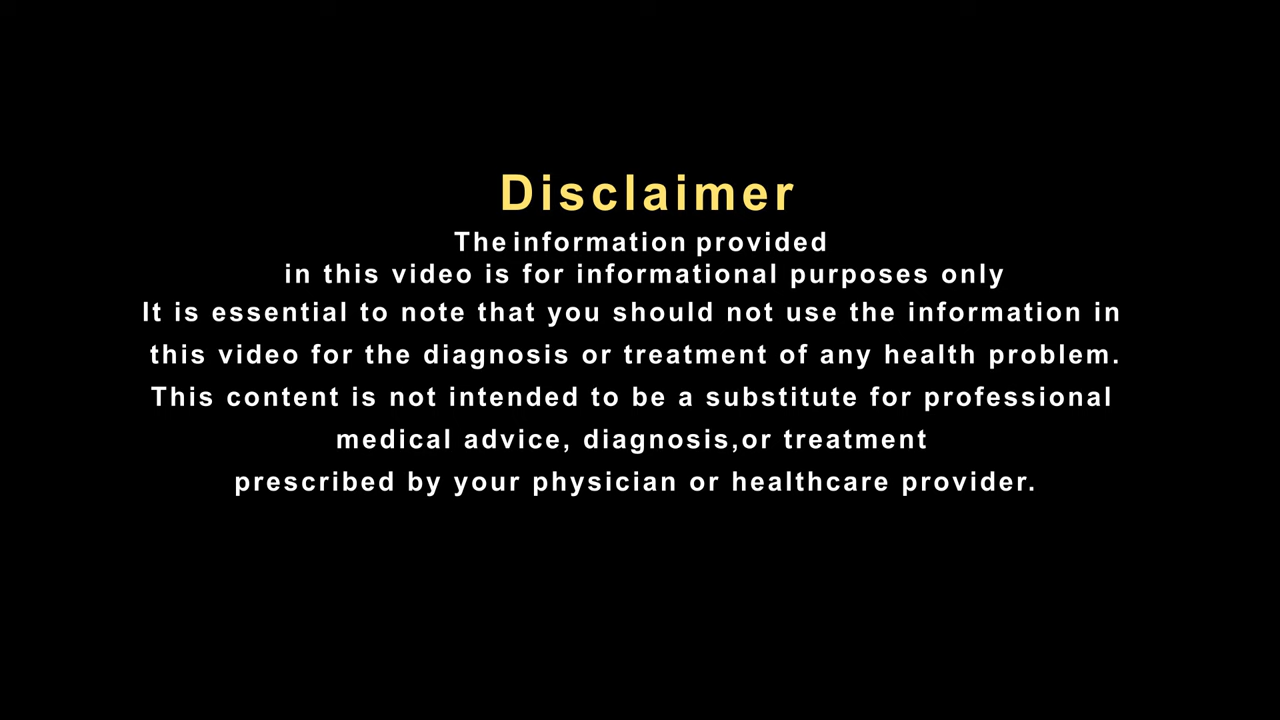 Disclaimer
The information provided
in this video is for informational purposes only
It is essential to note that you should not use the information in
this video for the diagnosis or treatment of any health problem.
This content is not intended to be a substitute for professional
medical advice, diagnosis,or treatment
prescribed by your physician or healthcare provider.